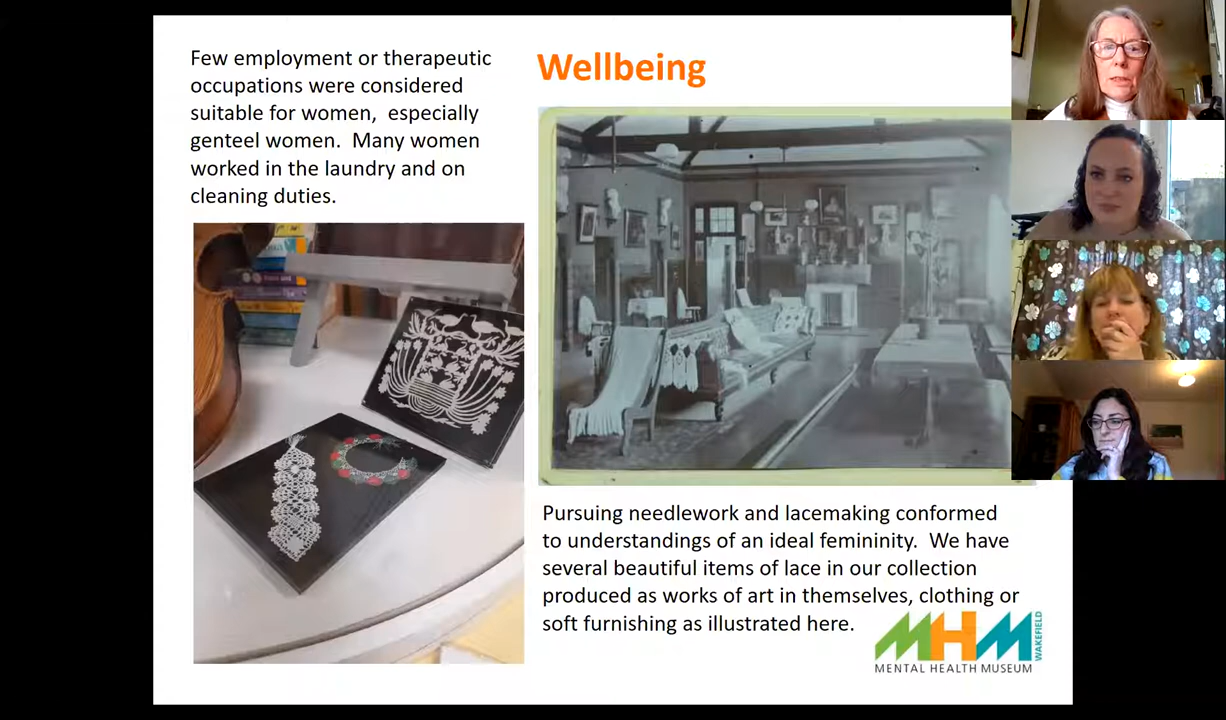 Few employment or therapeutic
occupations were considered
suitable for women, especially
genteel women. Many women
worked in the laundry and on
cleaning duties.
Wellbeing
Pursuing needlework and lacemaking conformed
to understandings of an ideal femininity. We have
several beautiful items of lace in our collection
produced as works of art in themselves, clothing or
soft furnishing as illustrated here.
MHM
WAKEFIELD
MENTAL HEALTH MUSEUM